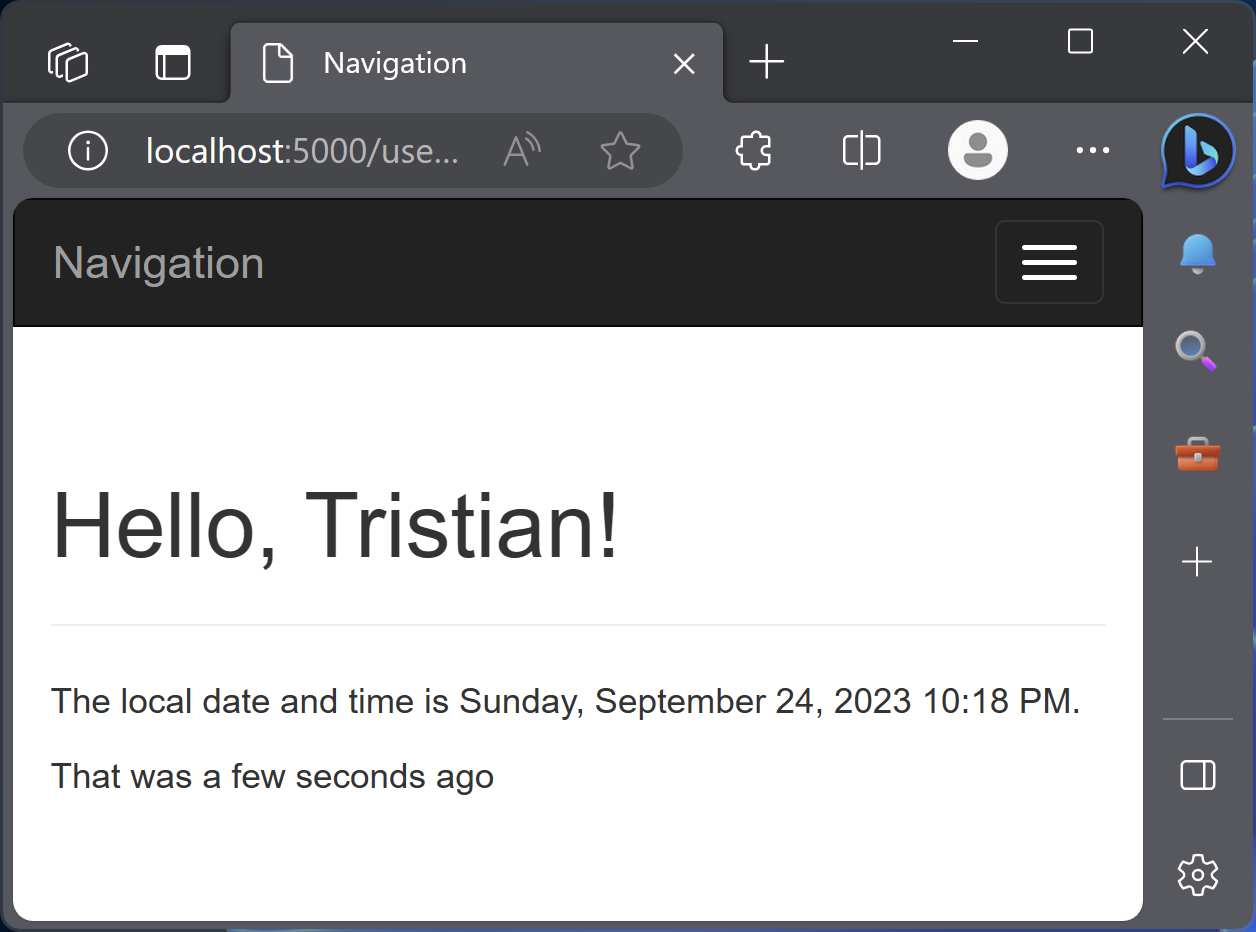 Navigation
localhost:5000/use...
Navigation
Hello, Tristian!
The local date and time is Sunday, September 24, 2023 10:18 PM.
That was a few seconds ago